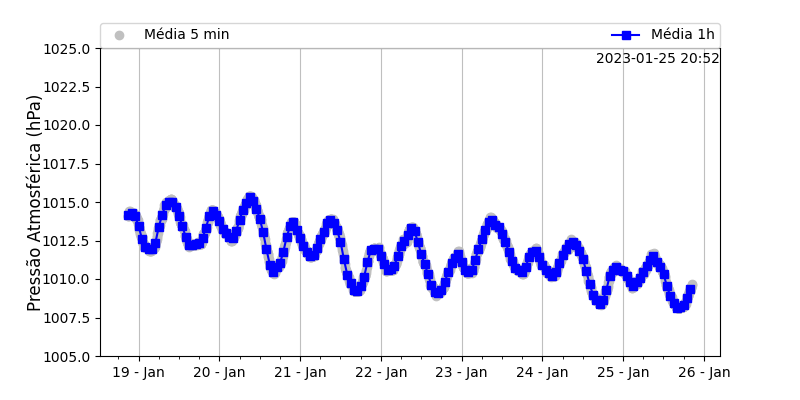 Média 5 min
Média 1h
2023-01-25 20:52
Pressão Atmosférica (hPa)
1025.0
1022.5
1020.0
1017.5
1015.0
1012.5
1010.0
1007.5
1005.0
19 - Jan
20 - Jan
21 - Jan
22 - Jan
23 - Jan
24 - Jan
25 - Jan
26 - Jan